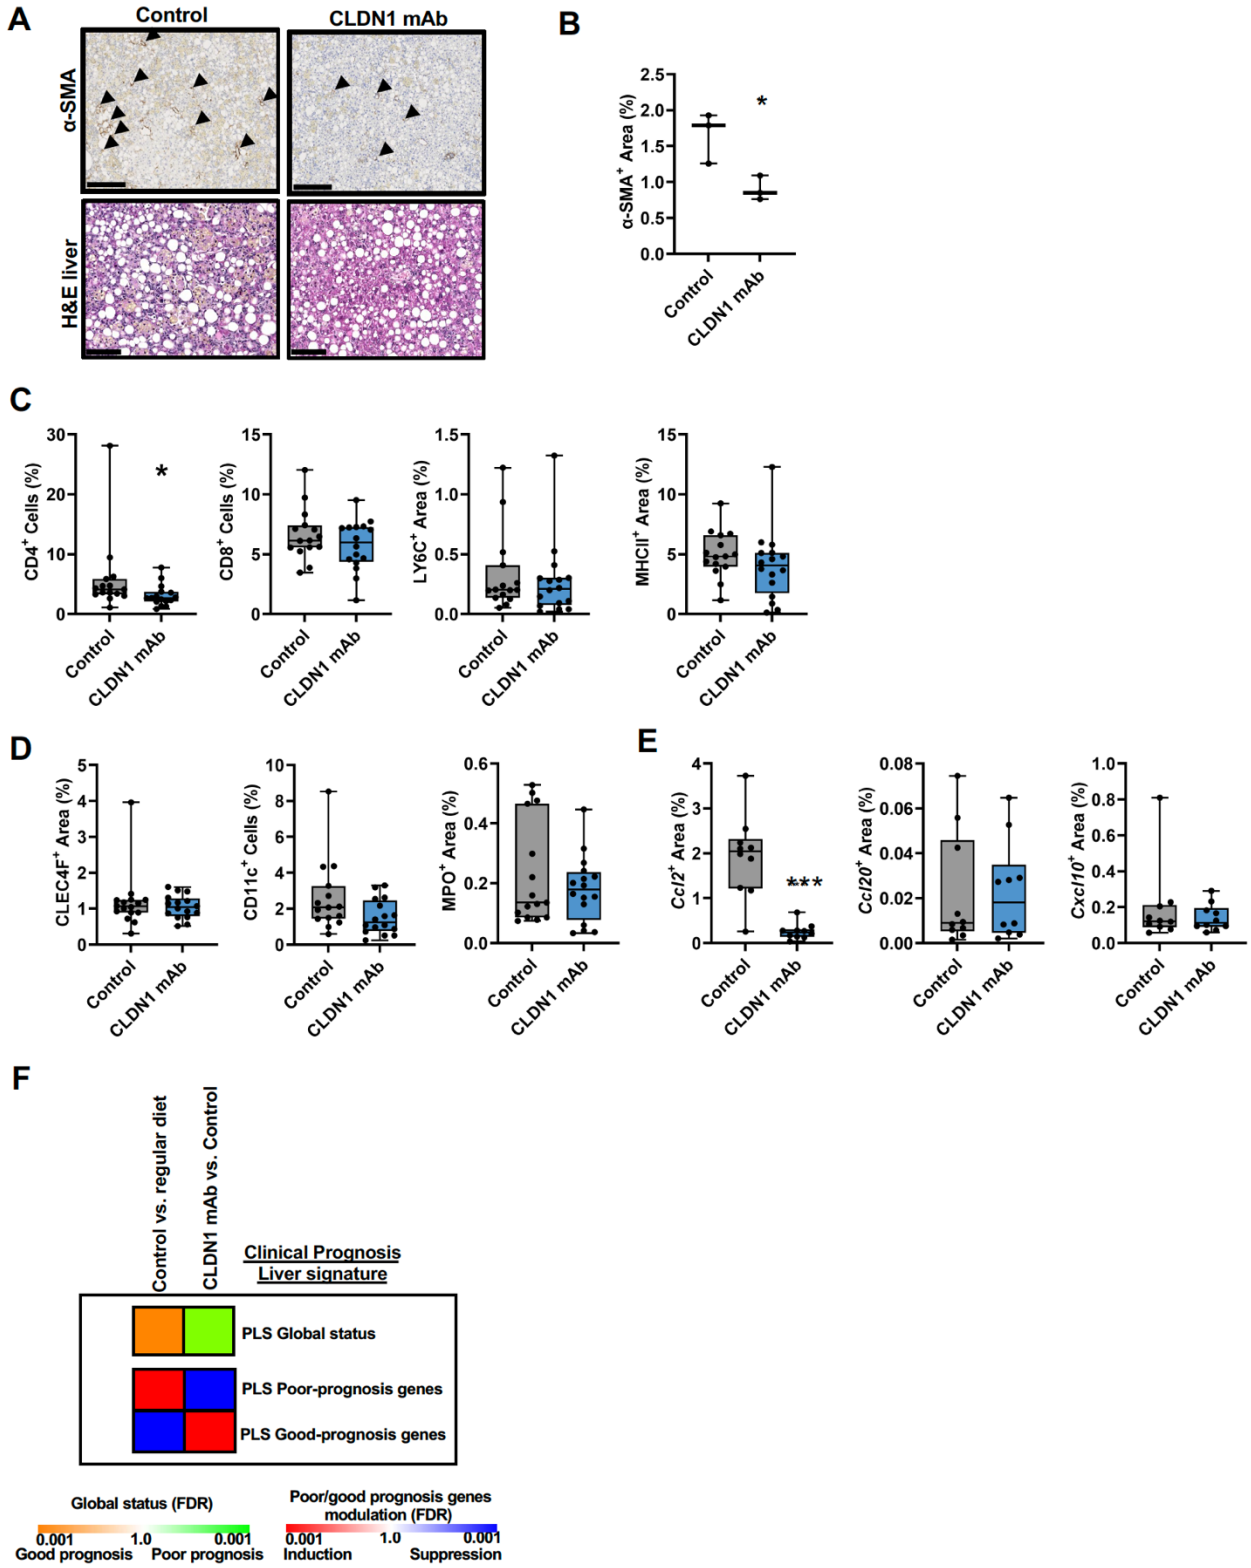 A
Control
CLDN1 mAb
α-SMA
H&E liver
B
α-SMA+ Area (%)
2.5
2.0
1.5
1.0
0.5
0.0
*
Control
CLDN1 mAb
C
CD4+ Cells (%)
30
20
10
0
*
Control
CLDN1 mAb
CD8+ Cells (%)
15
10
5
0
Control
CLDN1 mAb
LY6C+ Area (%)
1.5
1.0
0.5
0.0
Control
CLDN1 mAb
MHCII+ Area (%)
15
10
5
0
Control
CLDN1 mAb
D
CLEC4F+ Area (%)
5
4
3
2
1
0
Control
CLDN1 mAb
CD11c+ Cells (%)
10
8
6
4
2
0
Control
CLDN1 mAb
MPO+ Area (%)
0.6
0.4
0.2
0.0
Control
CLDN1 mAb
E
Ccl2+ Area (%)
4
3
2
1
0
***
Control
CLDN1 mAb
Ccl20+ Area (%)
0.08
0.06
0.04
0.02
0.00
Control
CLDN1 mAb
Cxcl10+ Area (%)
1.0
0.8
0.6
0.4
0.2
0.0
Control
CLDN1 mAb
F
Control vs. regular diet
CLDN1 mAb vs. Control
Clinical Prognosis
Liver signature
PLS Global status
PLS Poor-prognosis genes
PLS Good-prognosis genes
Global status (FDR)
0.001 1.0 0.001
Good prognosis Poor prognosis
Poor/good prognosis genes
modulation (FDR)
0.001 1.0 0.001
Induction Suppression